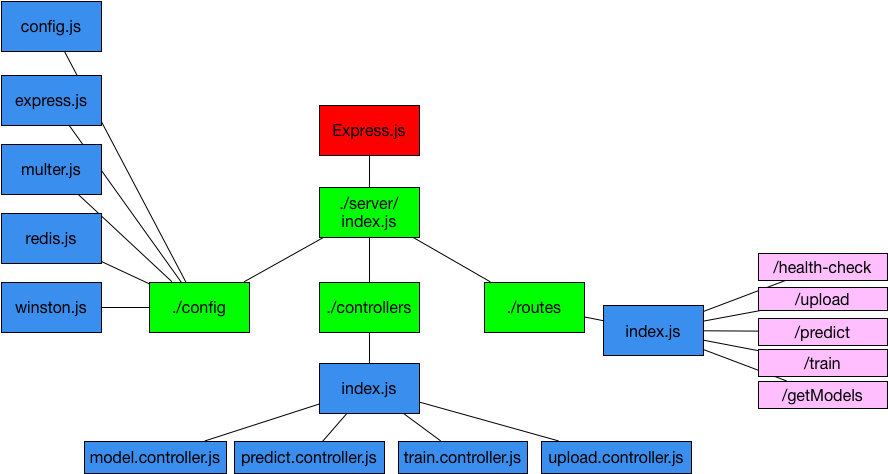 config.js
express.js
multer.js
redis.js
winston.js
Express.js
./server/
index.js
./config
./controllers
./routes
index.js
/health-check
/upload
/predict
/train
/getModels
index.js
model.controller.js
predict.controller.js
train.controller.js
upload.controller.js